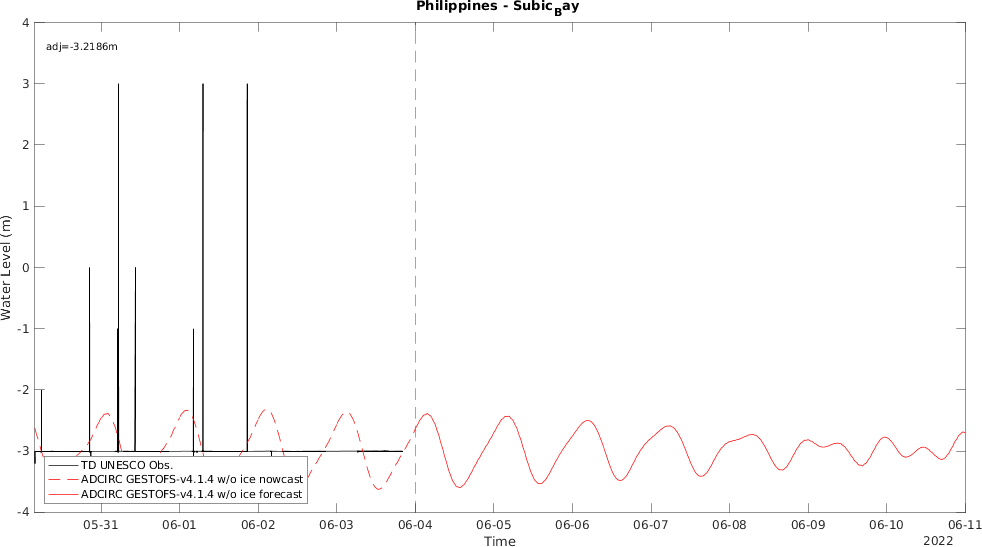 Philippines - Subic_Bay
adj=-3.2186m
4
3
2
1
0
-1
-2
-3
-4
Water Level (m)
TD UNESCO Obs.
ADCIRC GESTOFS-v4.1.4 w/o ice nowcast
ADCIRC GESTOFS-v4.1.4 w/o ice forecast
05-31 06-01 06-02 06-03 06-04 06-05 06-06 06-07 06-08 06-09 06-10 06-11
Time
2022